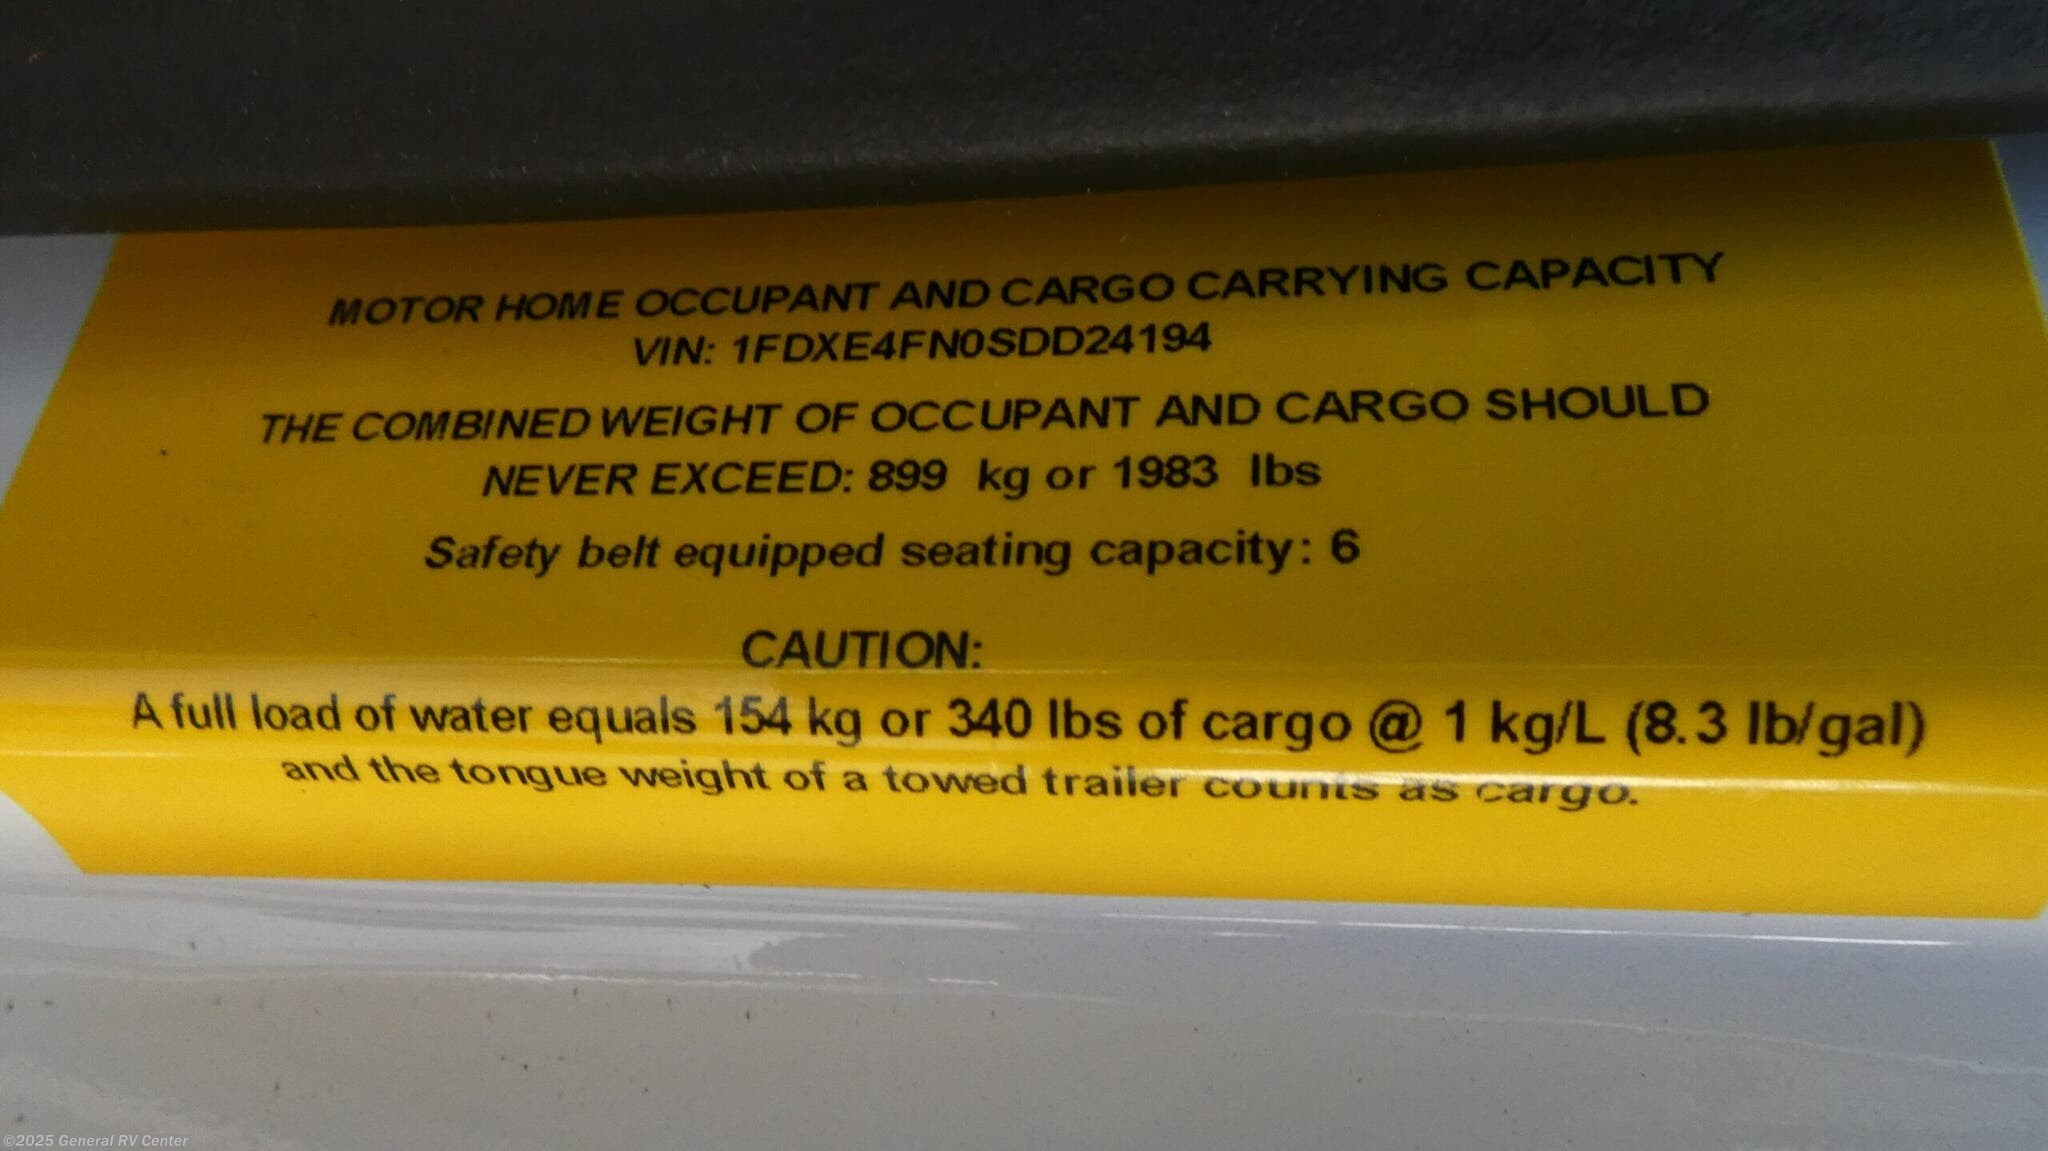 MOTOR HOME OCCUPANT AND CARGO CARRYING CAPACITY
VIN: 1FDXE4FN0SDD24194
THE COMBINED WEIGHT OF OCCUPANT AND CARGO SHOULD
NEVER EXCEED: 899 kg or 1983 lbs
Safety belt equipped seating capacity: 6
CAUTION:
A full load of water equals 154 kg or 340 lbs of cargo @ 1 kg/L (8.3 lb/gal)
and the tongue weight of a towed trailer counts as cargo.
©2025 General RV Center